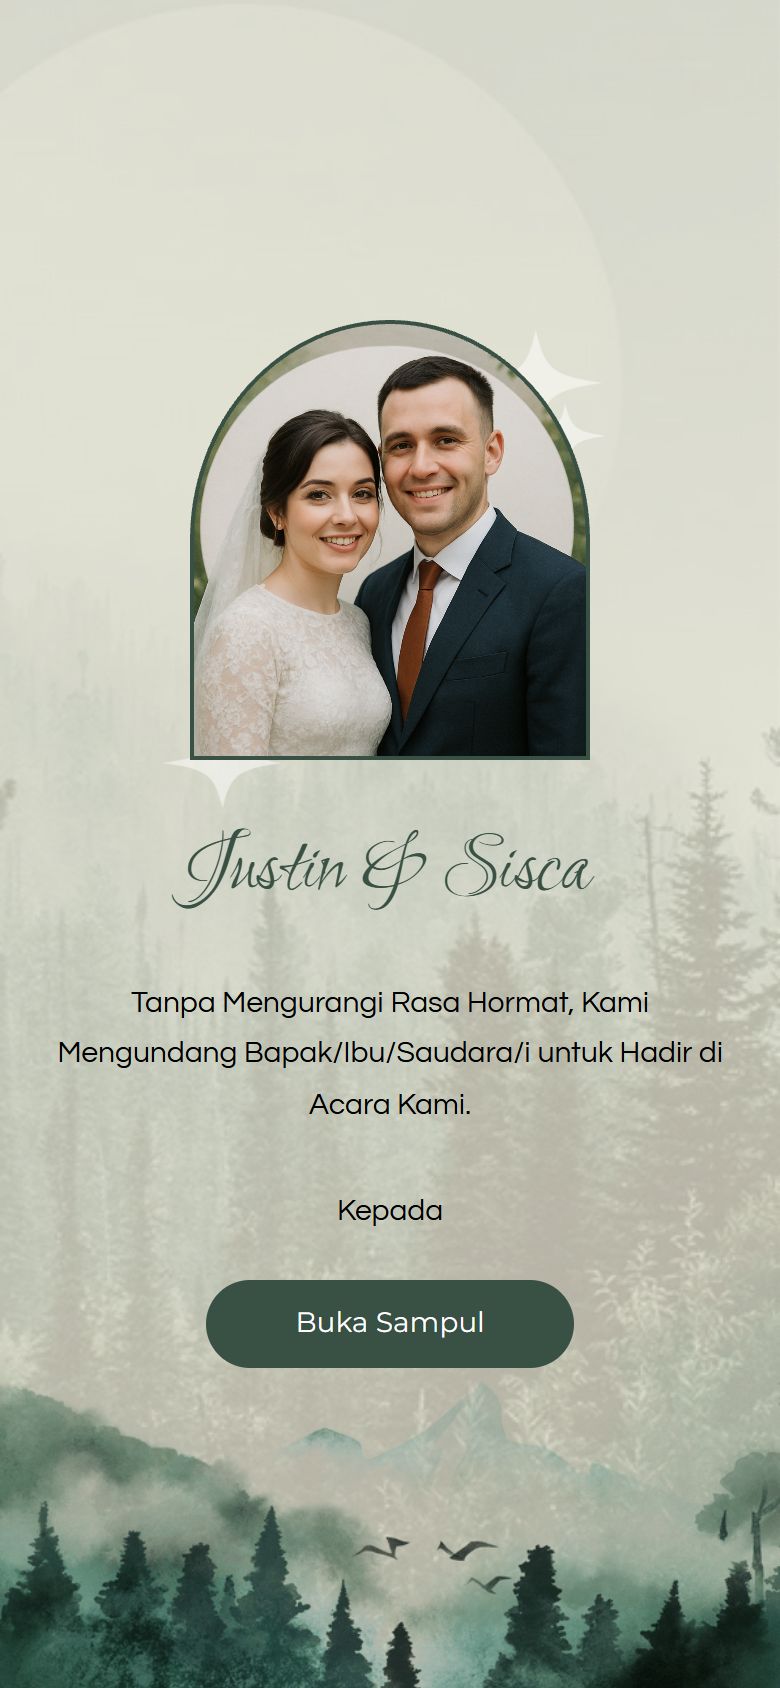 Justin & Sisca
Tanpa Mengurangi Rasa Hormat, Kami
Mengundang Bapak/Ibu/Saudara/i untuk Hadir di
Acara Kami.
Kepada
Buka Sampul